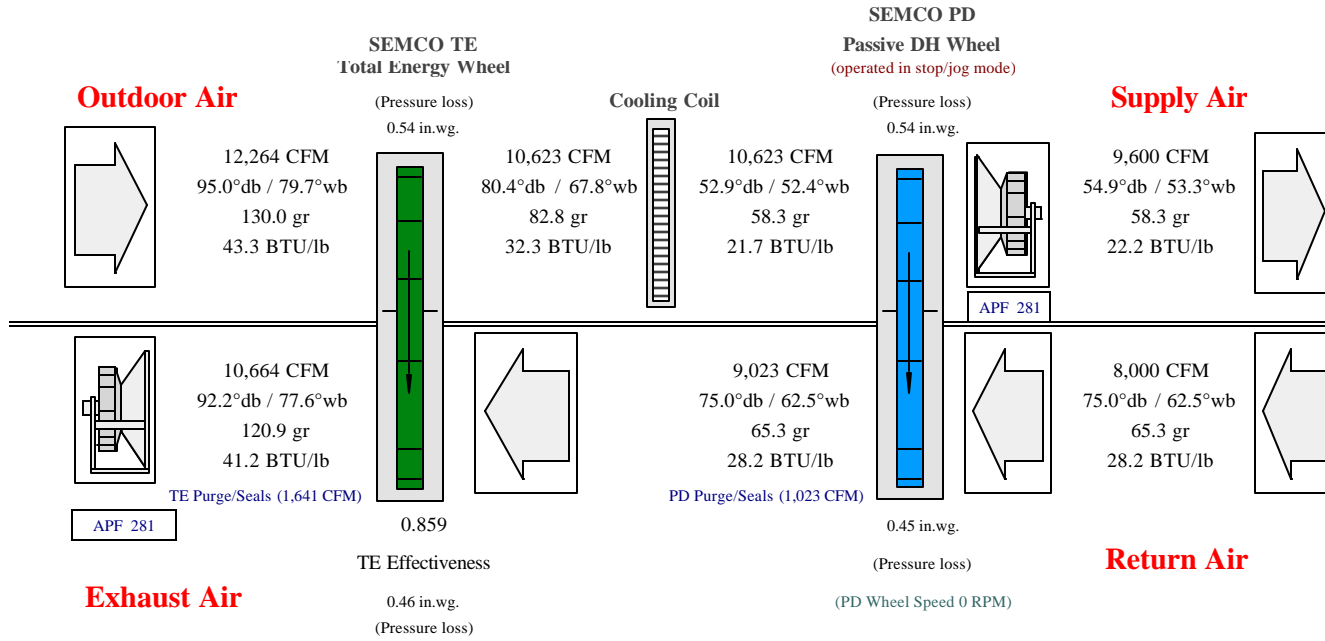 SEMCO PD
Passive DH Wheel
(operated in stop/jog mode)
SEMCO TE
Total Energy Wheel
Outdoor Air
(Pressure loss)
0.54 in.wg.
Cooling Coil
(Pressure loss)
0.54 in.wg.
Supply Air
12,264 CFM
95.0°db / 79.7°wb
130.0 gr
43.3 BTU/lb
10,623 CFM
80.4°db / 67.8°wb
82.8 gr
32.3 BTU/lb
10,623 CFM
52.9°db / 52.4°wb
58.3 gr
21.7 BTU/lb
9,600 CFM
54.9°db / 53.3°wb
58.3 gr
22.2 BTU/lb
APF 281
10,664 CFM
92.2°db / 77.6°wb
120.9 gr
41.2 BTU/lb
TE Purge/Seals (1,641 CFM)
9,023 CFM
75.0°db / 62.5°wb
65.3 gr
28.2 BTU/lb
PD Purge/Seals (1,023 CFM)
8,000 CFM
75.0°db / 62.5°wb
65.3 gr
28.2 BTU/lb
APF 281
0.859
TE Effectiveness
0.46 in.wg.
(Pressure loss)
0.45 in.wg.
(Pressure loss)
(PD Wheel Speed 0 RPM)
Exhaust Air
Return Air